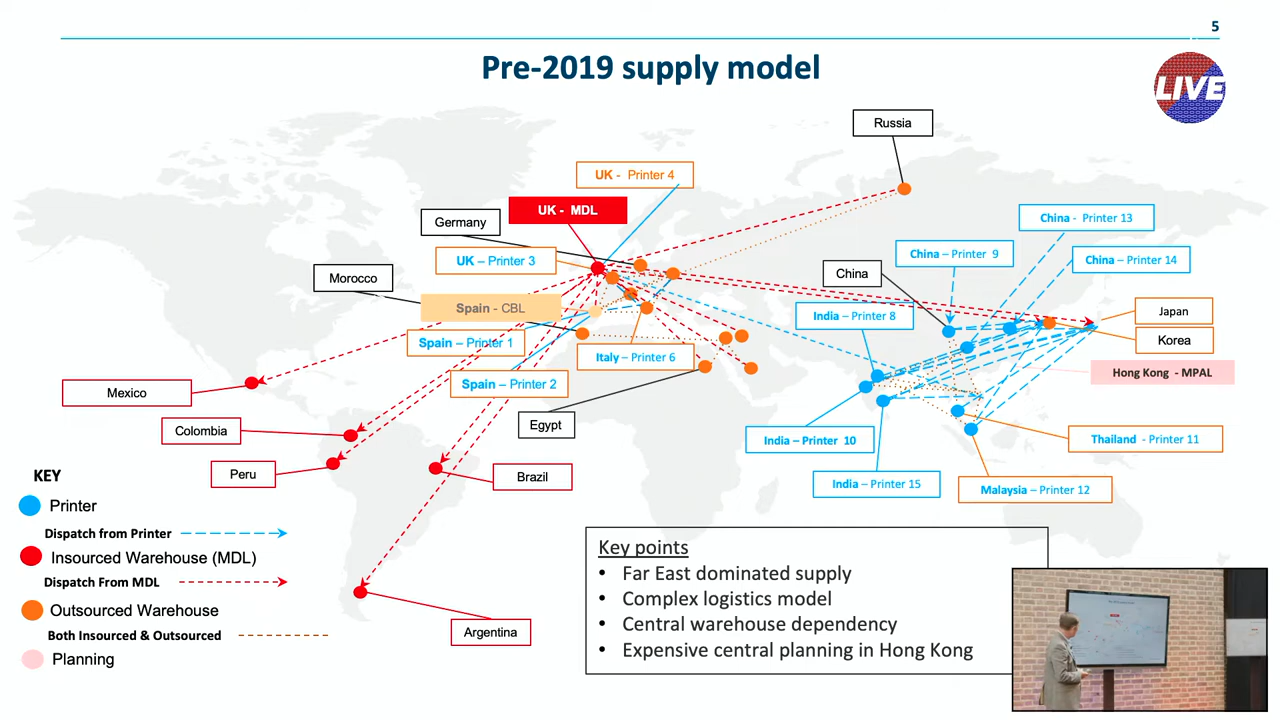 5
Pre-2019 supply model
LIVE
Russia
UK - Printer 4
UK - MDL
Germany
China - Printer 13
UK – Printer 3
China – Printer 9
China – Printer 14
Morocco
China
Spain - CBL
India – Printer 8
Japan
Korea
Spain – Printer 1
Italy – Printer 6
Hong Kong - MPAL
Spain – Printer 2
Mexico
Egypt
Colombia
India – Printer 10
Thailand - Printer 11
Peru
Brazil
India – Printer 15
Malaysia – Printer 12
KEY
Printer
Dispatch from Printer
Insourced Warehouse (MDL)
Dispatch From MDL
Outsourced Warehouse
Both Insourced & Outsourced
Planning
Argentina
Key points
• Far East dominated supply
• Complex logistics model
• Central warehouse dependency
• Expensive central planning in Hong Kong